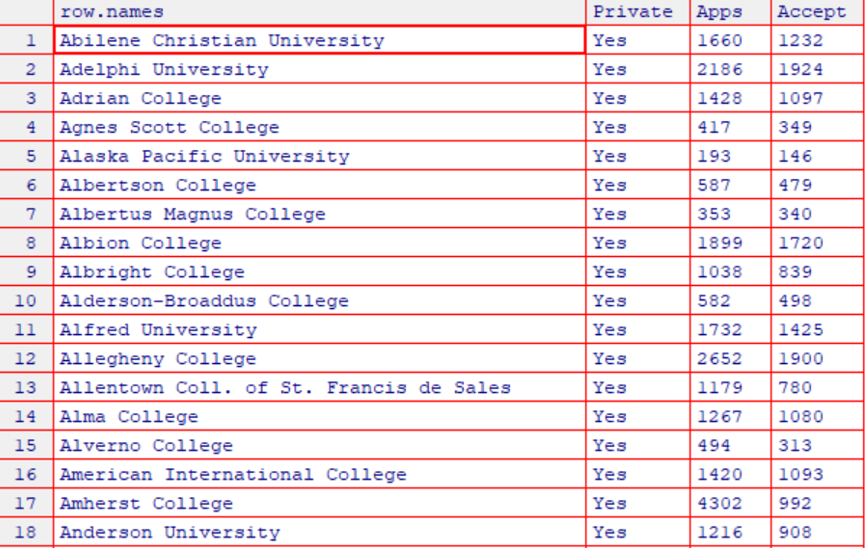 row.names Private Apps Accept
1 Abilene Christian University Yes 1660 1232
2 Adelphi University Yes 2186 1924
3 Adrian College Yes 1428 1097
4 Agnes Scott College Yes 417 349
5 Alaska Pacific University Yes 193 146
6 Albertson College Yes 587 479
7 Albertus Magnus College Yes 353 340
8 Albion College Yes 1899 1720
9 Albright College Yes 1038 839
10 Alderson-Broaddus College Yes 582 498
11 Alfred University Yes 1732 1425
12 Allegheny College Yes 2652 1900
13 Allentown Coll. of St. Francis de Sales Yes 1179 780
14 Alma College Yes 1267 1080
15 Alverno College Yes 494 313
16 American International College Yes 1420 1093
17 Amherst College Yes 4302 992
18 Anderson University Yes 1216 908